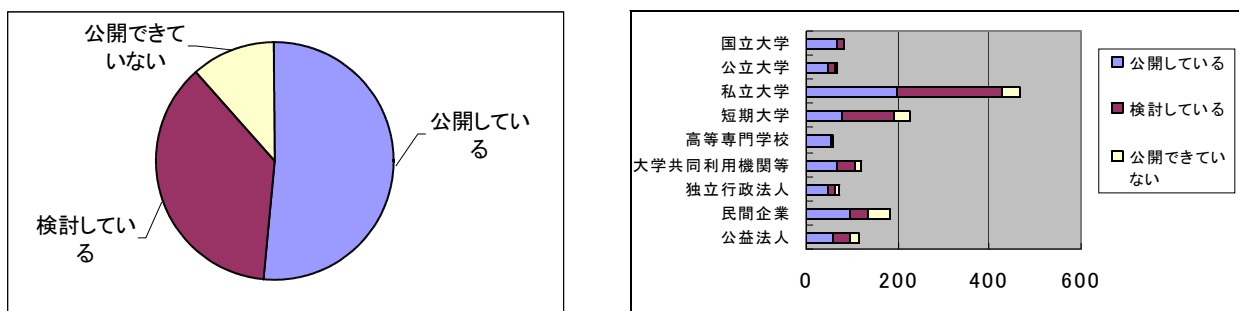 公開できて
いない
公開してい
る
検討してい
る
国立大学
公立大学
私立大学
短期大学
高等専門学校
大学共同利用機関等
独立行政法人
民間企業
公益法人
0 200 400 600
公開している
検討している
公開できてい
ない